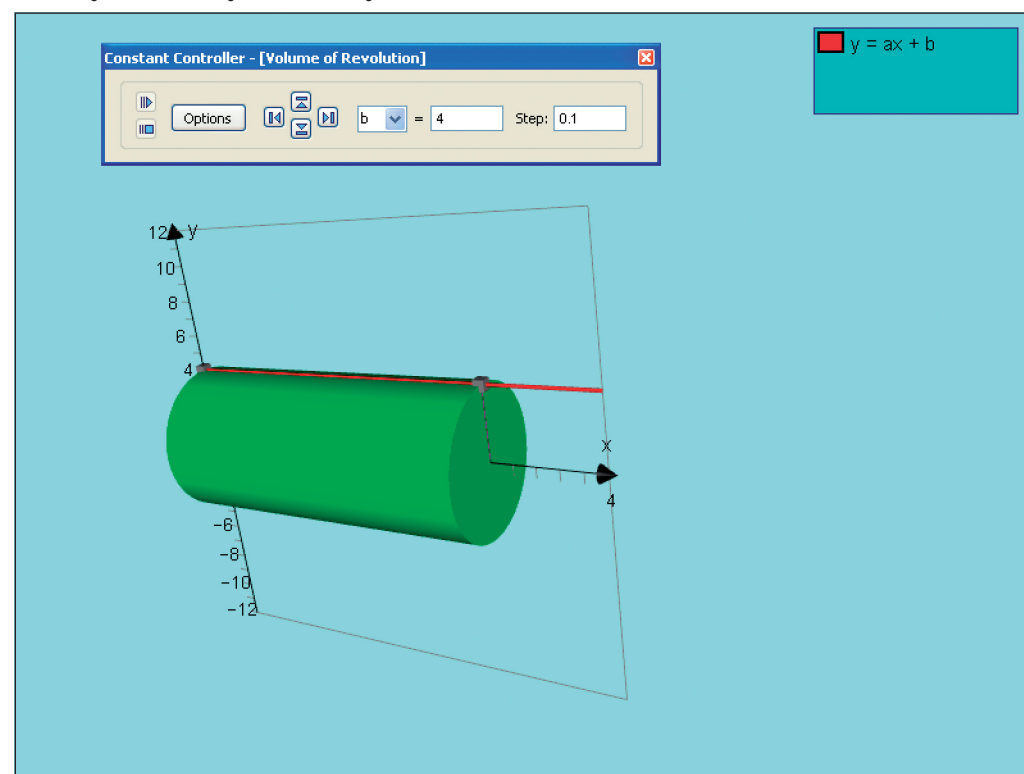 Constant Controller - [Volume of Revolution]
Options
b = 4 Step: 0.1
y = ax + b
12 y
10
8
6
4
x
4
−6
−8
−10
−12